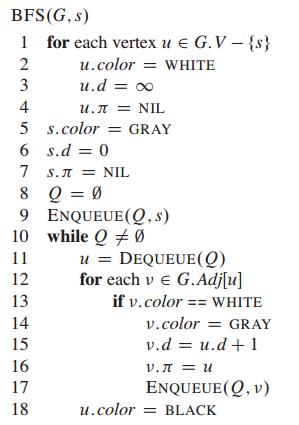 BFS(G, s)
1 for each vertex u ∈ G.V − {s}
2 u.color = WHITE
3 u.d = ∞
4 u.π = NIL
5 s.color = GRAY
6 s.d = 0
7 s.π = NIL
8 Q = ∅
9 ENQUEUE(Q, s)
10 while Q ≠ ∅
11 u = DEQUEUE(Q)
12 for each v ∈ G.Adj[u]
13 if v.color == WHITE
14 v.color = GRAY
15 v.d = u.d + 1
16 v.π = u
17 ENQUEUE(Q, v)
18 u.color = BLACK